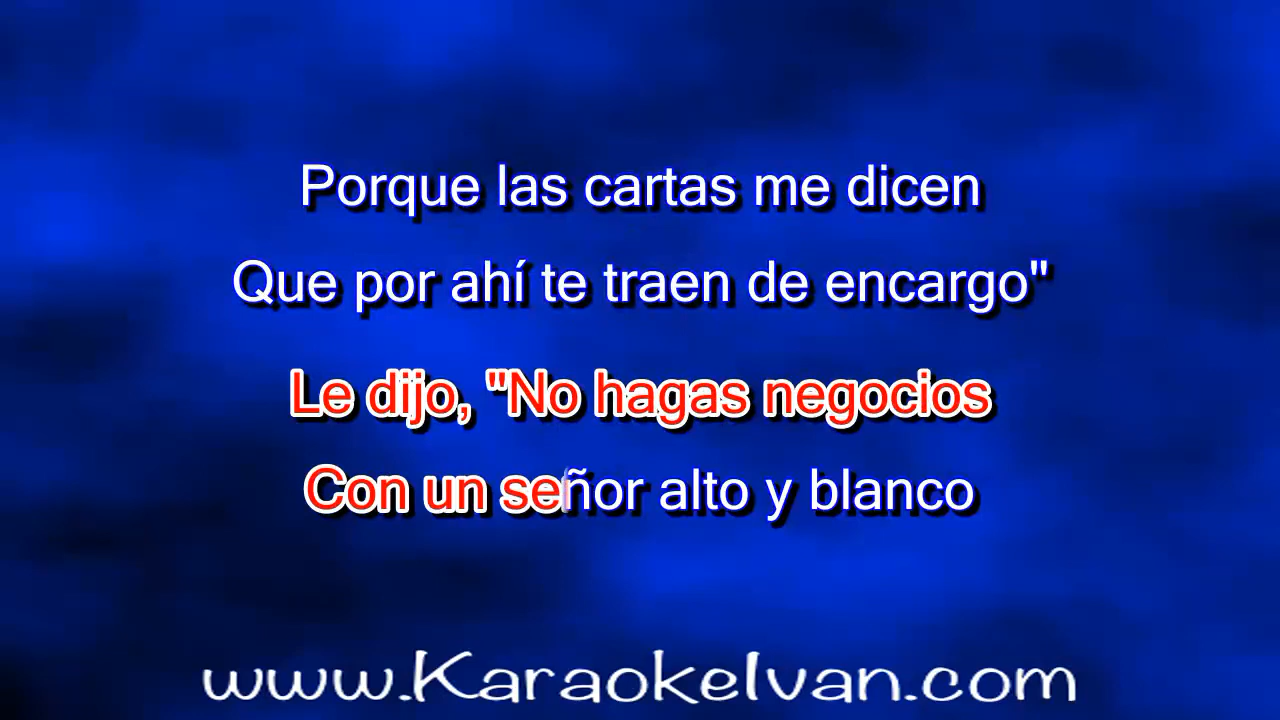 Porque las cartas me dicen
Que por ahí te traen de encargo"
Le dijo, "No hagas negocios
Con un señor alto y blanco
www.KaraokeIvan.com